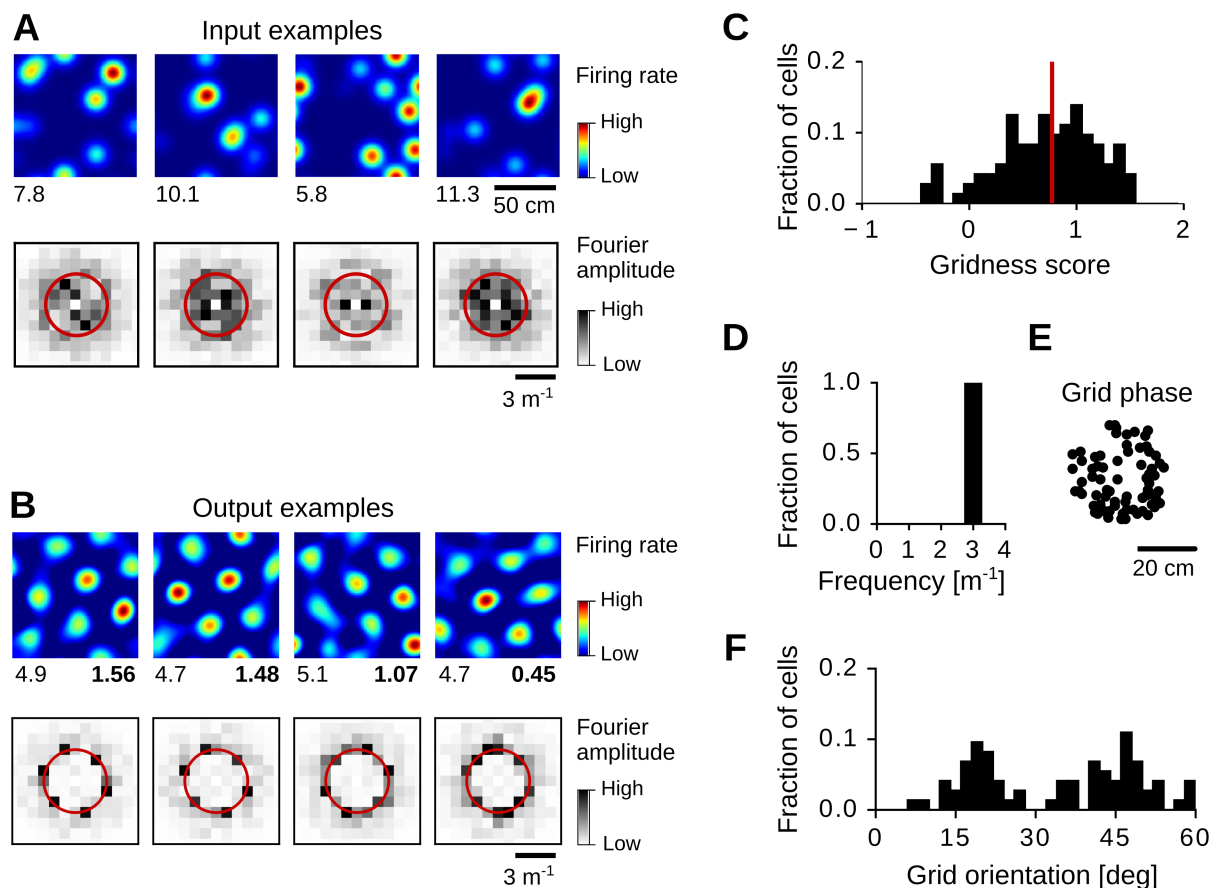 A
Input examples
Firing rate
High
Low
7.8 10.1 5.8 11.3
50 cm
Fourier
amplitude
High
Low
3 m-1
B
Output examples
Firing rate
High
Low
4.9 1.56 4.7 1.48 5.1 1.07 4.7 0.45
Fourier
amplitude
High
Low
3 m-1
C
Fraction of cells
0.2
0.1
0.0
−1 0 1 2
Gridness score
D
Fraction of cells
1.0
0.5
0.0
0 1 2 3 4
Frequency [m-1]
E
Grid phase
20 cm
F
Fraction of cells
0.2
0.1
0.0
0 15 30 45 60
Grid orientation [deg]